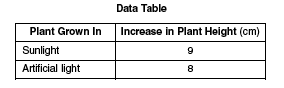 Data Table
Plant Grown In Increase in Plant Height (cm)
Sunlight 9
Artificial light 8